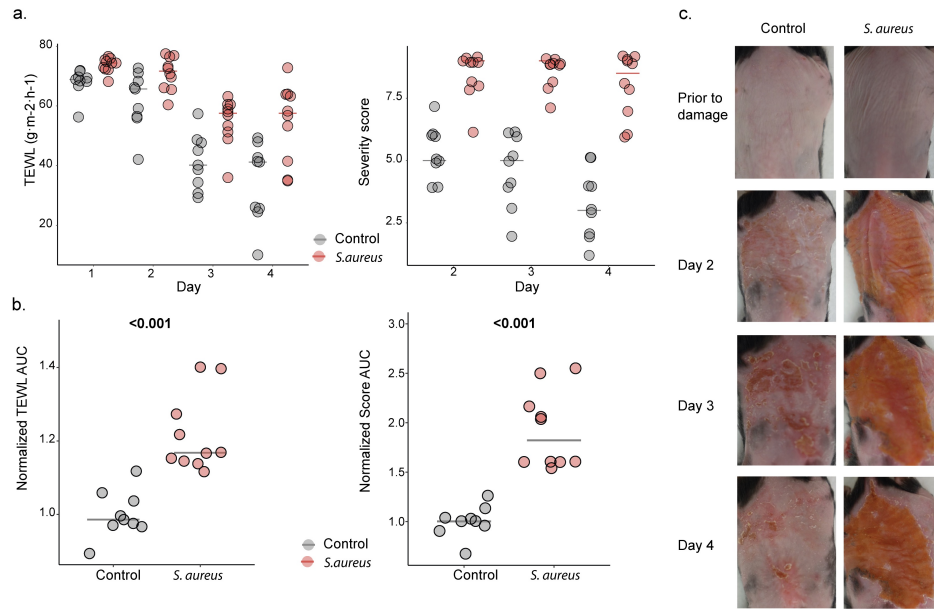 a.
TEWL (g·m-2·h-1)
80
60
40
20
1 2 3 4
Day
Control
S.aureus
Severity score
7.5
5.0
2.5
2 3 4
Day
b.
<0.001
Normalized TEWL AUC
1.4
1.2
1.0
Control S. aureus
Control
S.aureus
<0.001
Normalized Score AUC
3.0
2.5
2.0
1.5
1.0
Control S. aureus
c.
Control S. aureus
Prior to
damage
Day 2
Day 3
Day 4